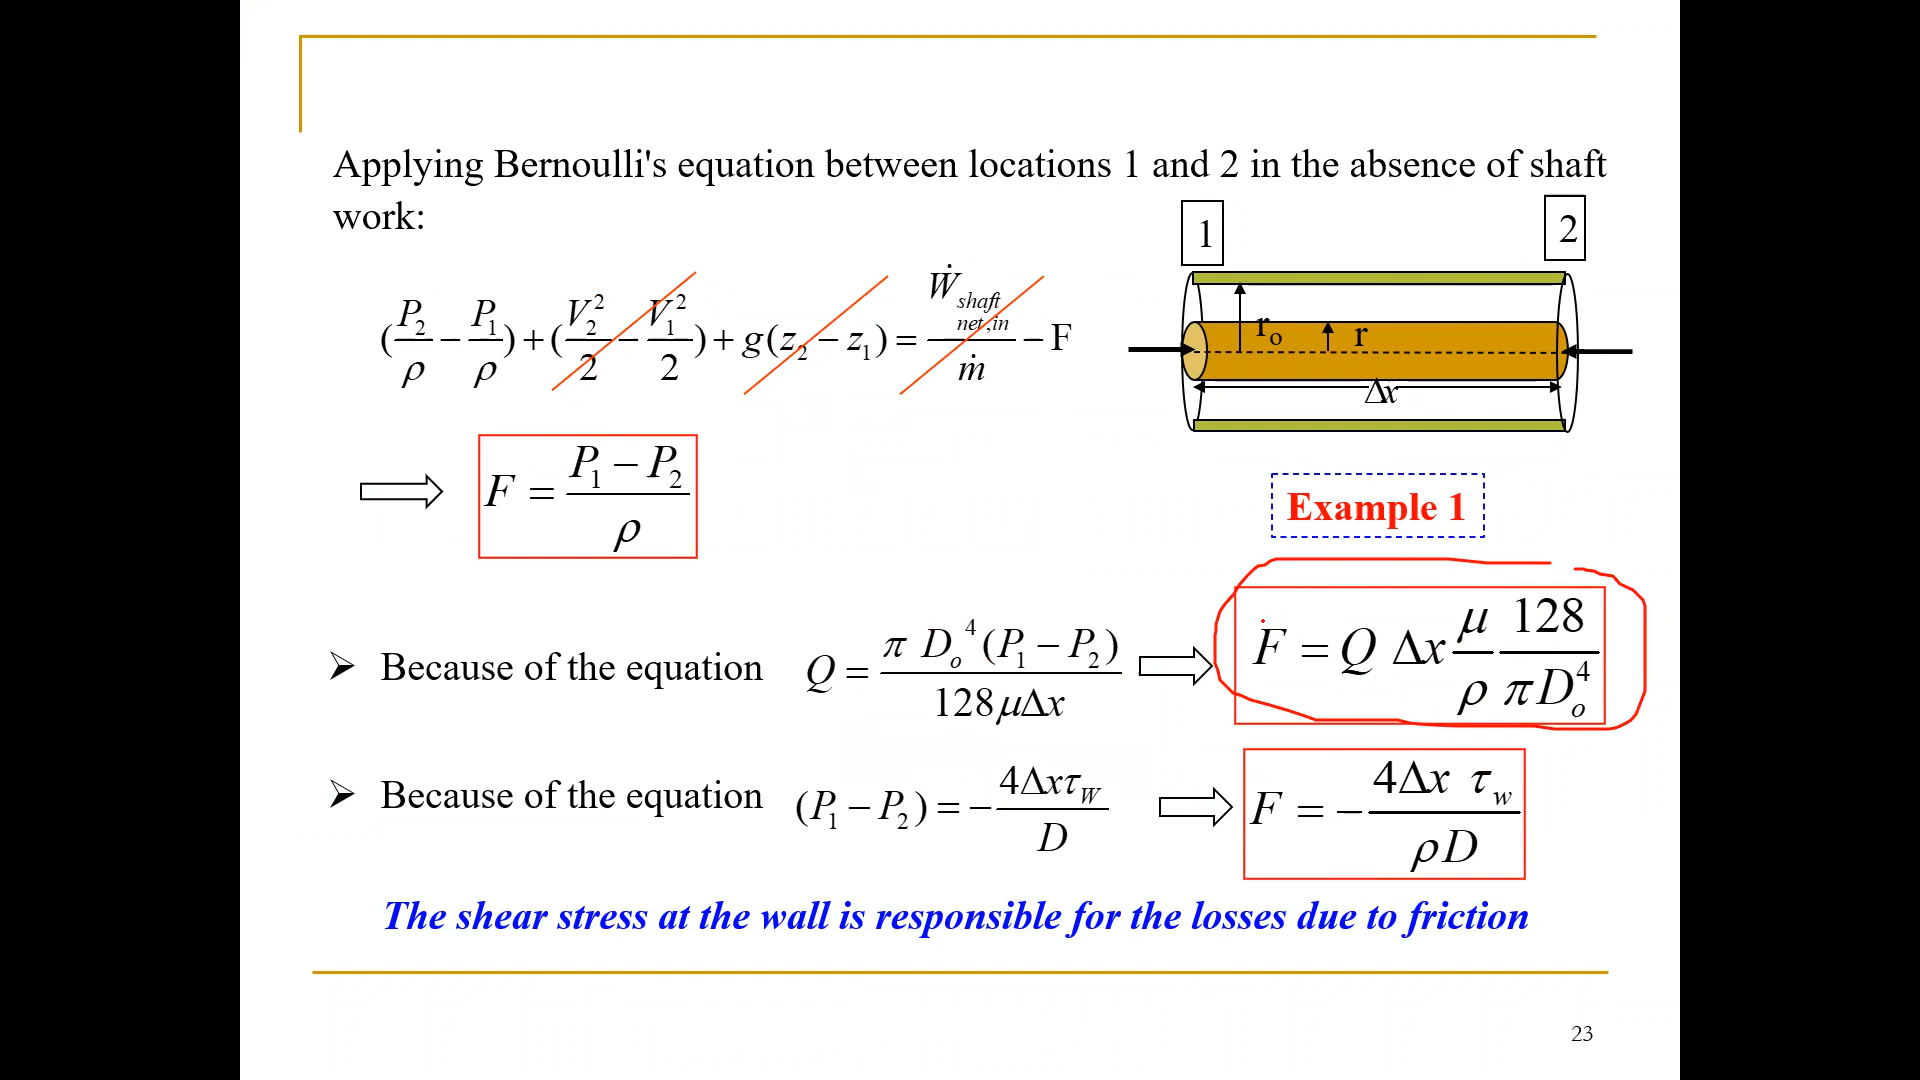 Applying Bernoulli's equation between locations 1 and 2 in the absence of shaft
work:
1
2
(P₂/ρ − P₁/ρ) + (V₂²/2 − V₁²/2) + g(z₂ − z₁) = Ẇ shaft net,in / ṁ − F
rₒ
r
Δx
F = (P₁ − P₂)/ρ
Example 1
➢ Because of the equation Q = π Dₒ⁴(P₁ − P₂) / 128μΔx ⇒ F = Q Δx μ/ρ 128/πDₒ⁴
➢ Because of the equation (P₁ − P₂) = − 4Δxτ_W / D ⇒ F = − 4Δx τ_w / ρD
The shear stress at the wall is responsible for the losses due to friction
23